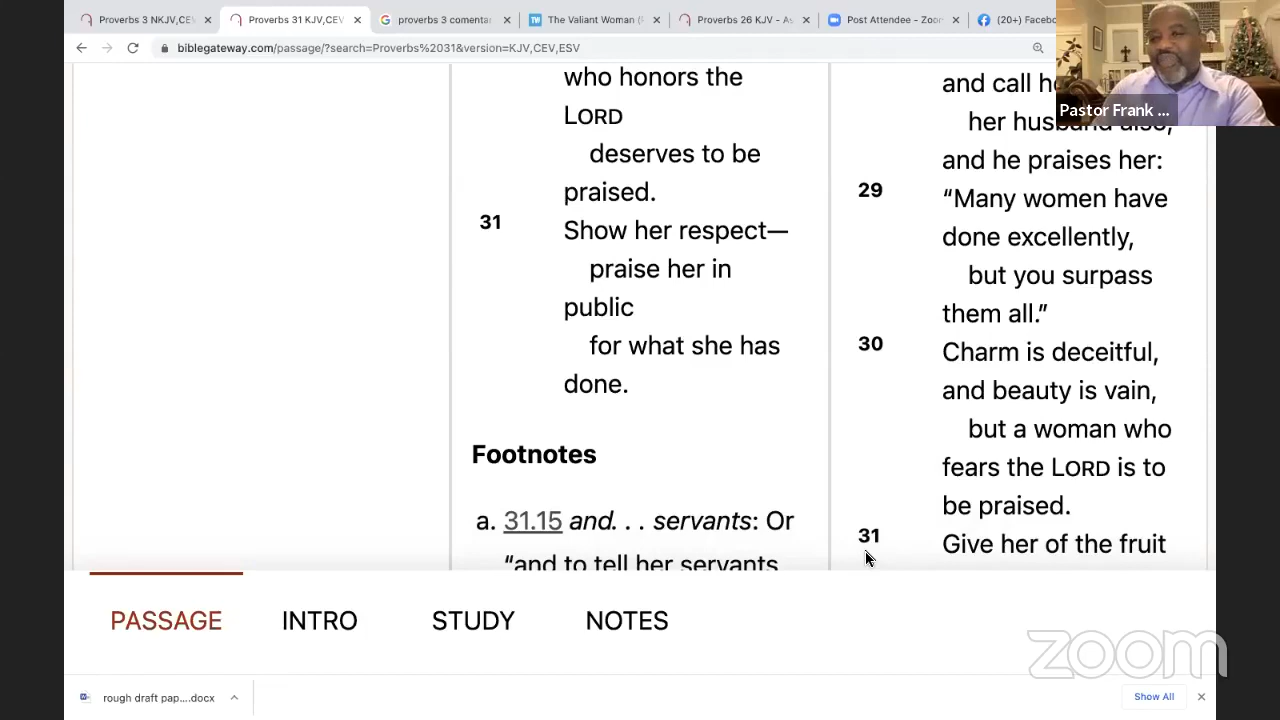 Proverbs 3 NKJV,CE
Proverbs 31 KJV,CEV
proverbs 3 comentar
The Valiant Woman (
Proverbs 26 KJV - A
Post Attendee - Zoo
(20+) Facebo
biblegateway.com/passage/?search=Proverbs%2031&version=KJV,CEV,ESV
Pastor Frank ...
who honors the
LORD
deserves to be
praised.
31 Show her respect—
praise her in
public
for what she has
done.
Footnotes
a. 31.15 and. . . servants: Or
“and to tell her servants
and call he
her husband also,
and he praises her:
29 “Many women have
done excellently,
but you surpass
them all.”
30 Charm is deceitful,
and beauty is vain,
but a woman who
fears the LORD is to
be praised.
31 Give her of the fruit
PASSAGE INTRO STUDY NOTES
zoom
rough draft pap....docx
Show All